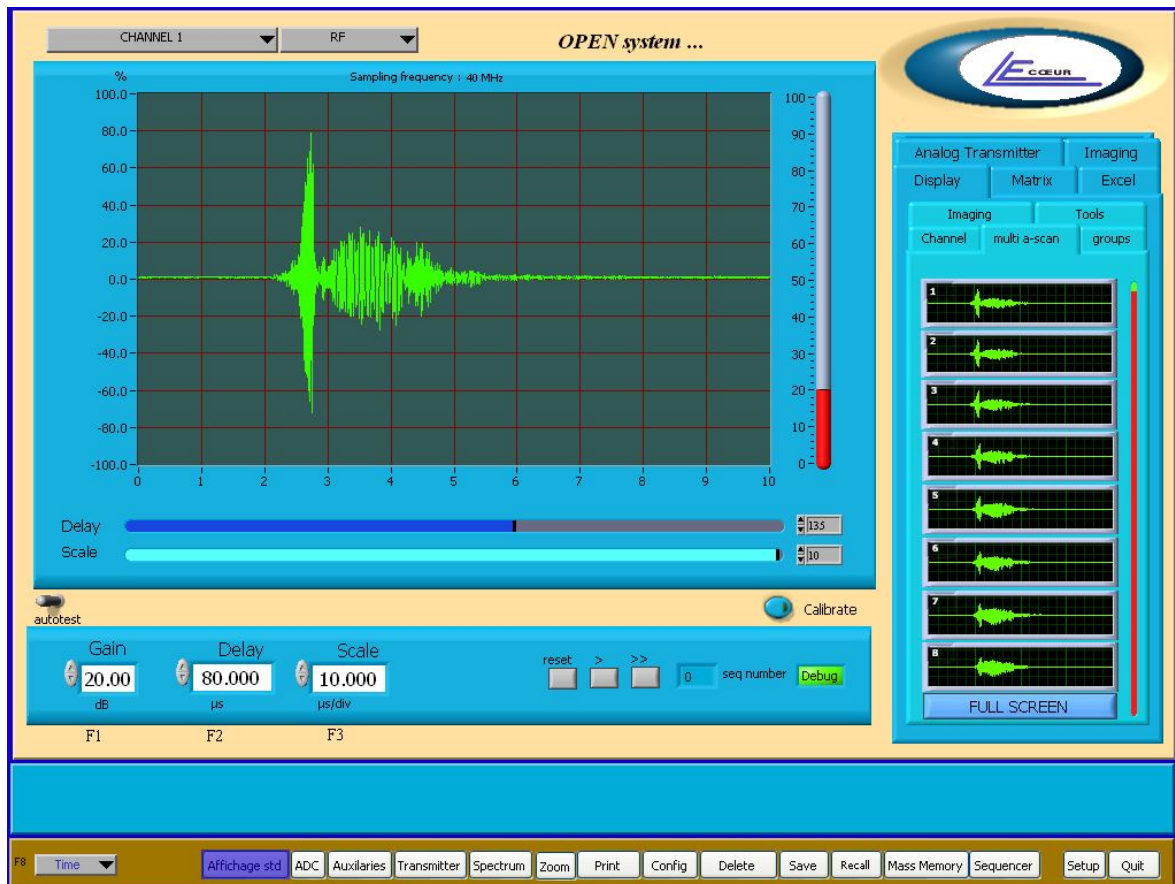 CHANNEL 1 RF OPEN system ...
LE CŒUR
% Sampling frequency : 40 MHz
100.0
80.0
60.0
40.0
20.0
0.0
-20.0
-40.0
-60.0
-80.0
-100.0
0 1 2 3 4 5 6 7 8 9 10
100
90
80
70
60
50
40
30
20
10
0
Delay 135
Scale 10
autotest
Calibrate
Gain Delay Scale
20.00 80.000 10.000
dB µs µs/div
reset > >> 0 seq number Debug
F1 F2 F3
Analog Transmitter Imaging
Display Matrix Excel
Imaging Tools
Channel multi a-scan groups
1
2
3
4
5
6
7
8
FULL SCREEN
F8 Time Affichage std ADC Auxilaries Transmitter Spectrum Zoom Print Config Delete Save Recall Mass Memory Sequencer Setup Quit